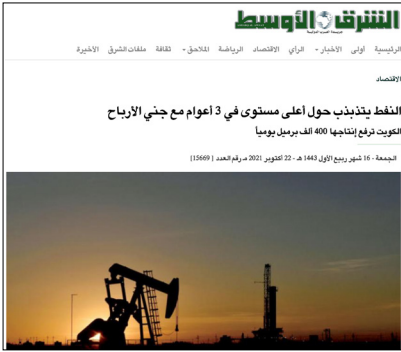 الشرق الأوسط
جريدة العرب الدولية
الرئيسية أولى الأخبار الرأي الاقتصاد الرياضة الملاحق ثقافة ملفات الشرق الأخيرة
الاقتصاد
النفط يتذبذب حول أعلى مستوى في 3 أعوام مع جني الأرباح
الكويت ترفع إنتاجها 400 ألف برميل يومياً
الجمعة - 16 شهر ربيع الأول 1443 هـ - 22 أكتوبر 2021 مـ رقم العدد [ 15669]